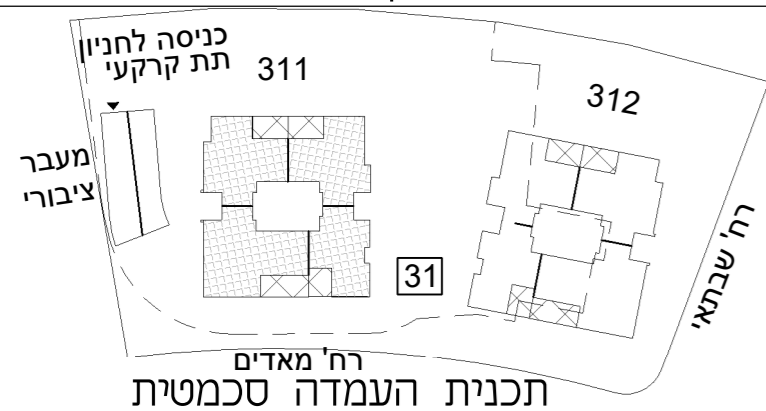 כניסה לחניון
תת קרקעי
311
312
מעבר
ציבורי
31
רח' שבתאי
רח' מאדים
תכנית העמדה סכמטית